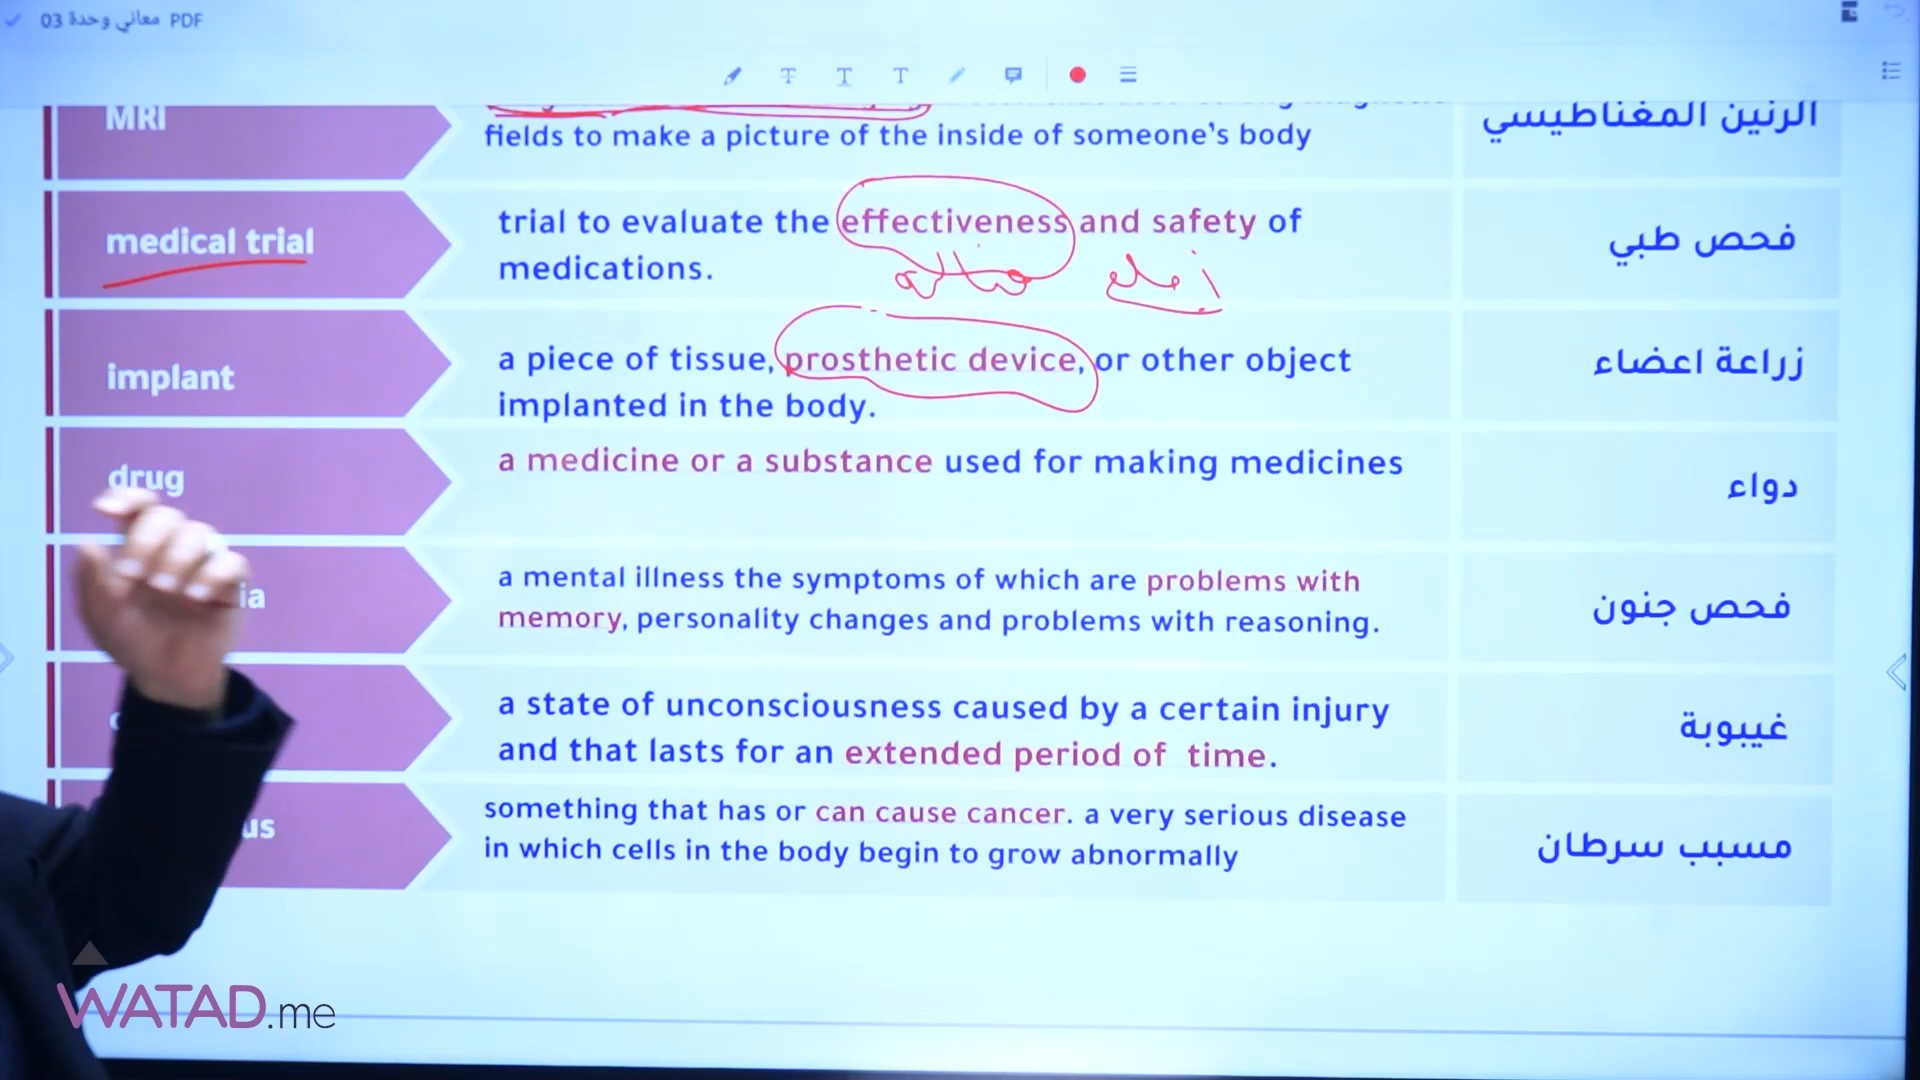 معاني وحدة 03 PDF
MRI
fields to make a picture of the inside of someone's body
الرنين المغناطيسي
medical trial
trial to evaluate the effectiveness and safety of
medications.
فحص طبي
implant
a piece of tissue, prosthetic device, or other object
implanted in the body.
زراعة اعضاء
drug
a medicine or a substance used for making medicines
دواء
ia
a mental illness the symptoms of which are problems with
memory, personality changes and problems with reasoning.
فحص جنون
a state of unconsciousness caused by a certain injury
and that lasts for an extended period of time.
غيبوبة
us
something that has or can cause cancer. a very serious disease
in which cells in the body begin to grow abnormally
مسبب سرطان
WATAD.me